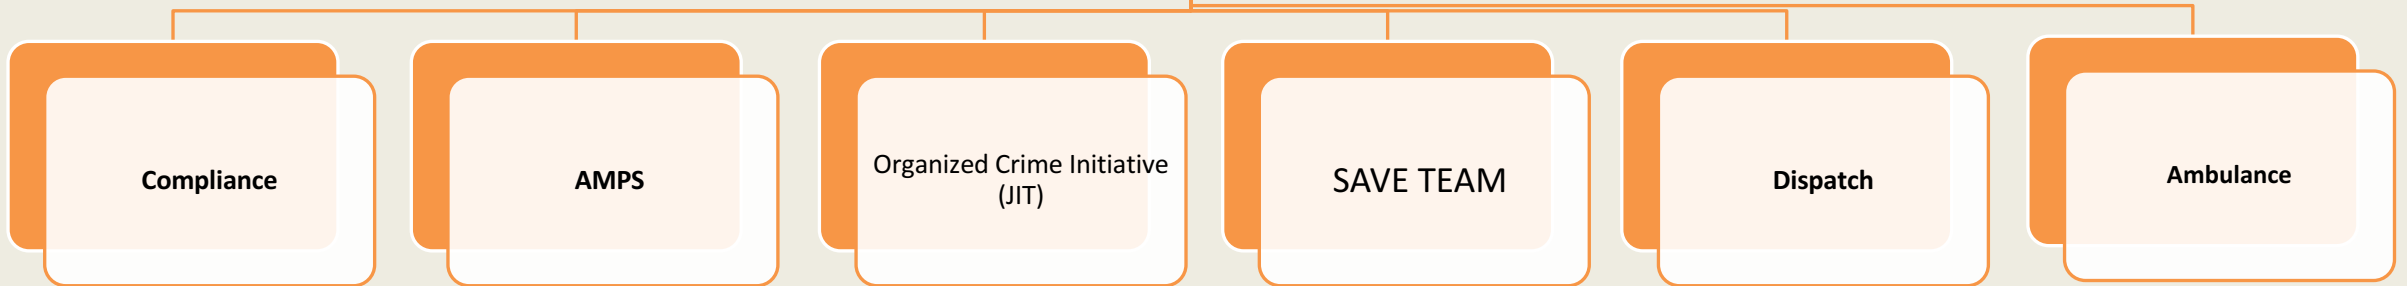 Compliance
AMPS
Organized Crime Initiative
(JIT)
SAVE TEAM
Dispatch
Ambulance